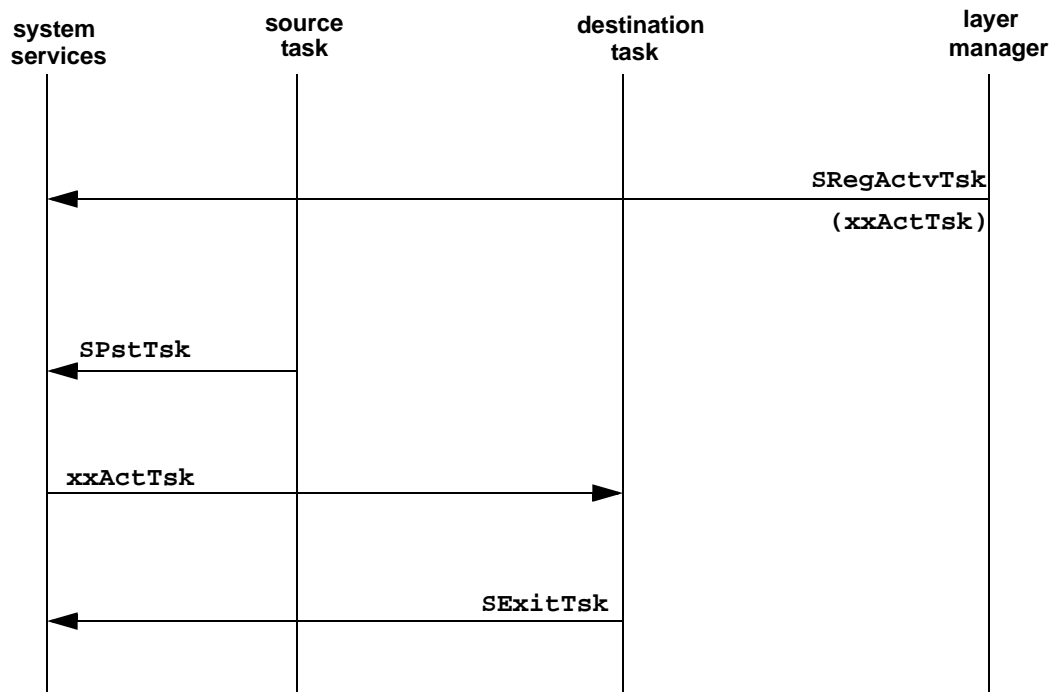 system
services
source
task
destination
task
layer
manager
SRegActvTsk
(xxActTsk)
SPstTsk
xxActTsk
SExitTsk